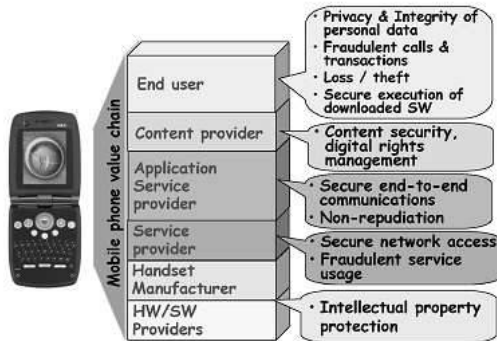 Mobile phone value chain
End user
Content provider
Application
Service
provider
Service
provider
Handset
Manufacturer
HW/SW
Providers
• Privacy & Integrity of
personal data
• Fraudulent calls &
transactions
• Loss / theft
• Secure execution of
downloaded SW
• Content security,
digital rights
management
• Secure end-to-end
communications
• Non-repudiation
• Secure network access
• Fraudulent service
usage
• Intellectual property
protection